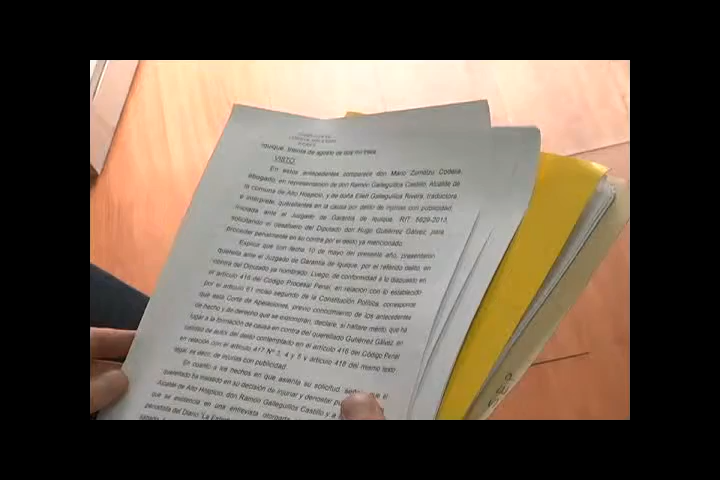 Iquique, treinta de agosto de dos mil trece.
VISTO:
En estos antecedentes comparece don Mario Zumelzu Codelia,
Abogado, en representación de don Ramón Galleguillos Castillo, Alcalde de
la comuna de Alto Hospicio, y de doña Galleguillos Rivera, traductora
e intérprete, querellantes en la causa por delito de injurias con publicidad,
iniciada ante el Juzgado de Garantía de Iquique, RIT
solicitando el desafuero del Diputado don Hugo Gutiérrez Gálvez, para
proceder penalmente en su contra por el delito ya mencionado.
Explica que con fecha 10 de mayo del presente año, presentaron
querella ante el Juzgado de Garantía de Iquique, por el referido delito, en
contra del Diputado ya nombrado. Luego, de conformidad a lo dispuesto en
el artículo 416 del Código Procesal Penal, en relación con lo establecido
por el artículo 61 inciso segundo de la Constitución Política, corresponde
que esta Corte de Apelaciones, previo conocimiento de los antecedentes
de hecho y de derecho que se expondrán, declare, si hallare mérito, que ha
lugar a la formación de causa en contra del querellado Gutiérrez Gálvez, en
calidad de autor del delito contemplado en el artículo 416 del Código Penal
en relación con el artículo 417 Nº 3, 4 y 5 y artículo 418 del mismo texto
legal, es decir, de injurias con publicidad.
En cuanto a los hechos en que asienta su solicitud, que el
querellado ha basado en su decisión de injuriar y denostar
Alcalde de Alto Hospicio, don Ramón Galleguillos Castillo y a
que se evidencia en una entrevista otorgada
periodista del Diario "La